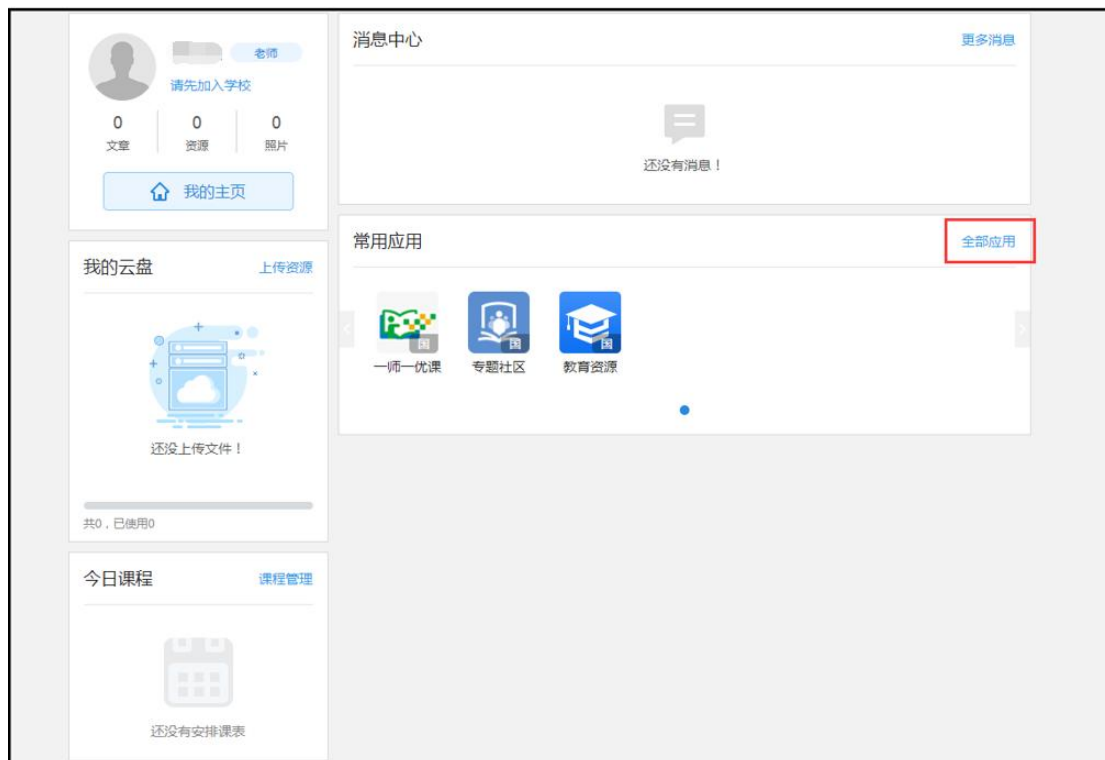 老师
请先加入学校
0 0 0
文章 资源 照片
我的主页
我的云盘 上传资源
还没上传文件！
共0，已使用0
今日课程 课程管理
还没有安排课表
消息中心 更多消息
还没有消息！
常用应用 全部应用
国 国 国
一师一优课 专题社区 教育资源